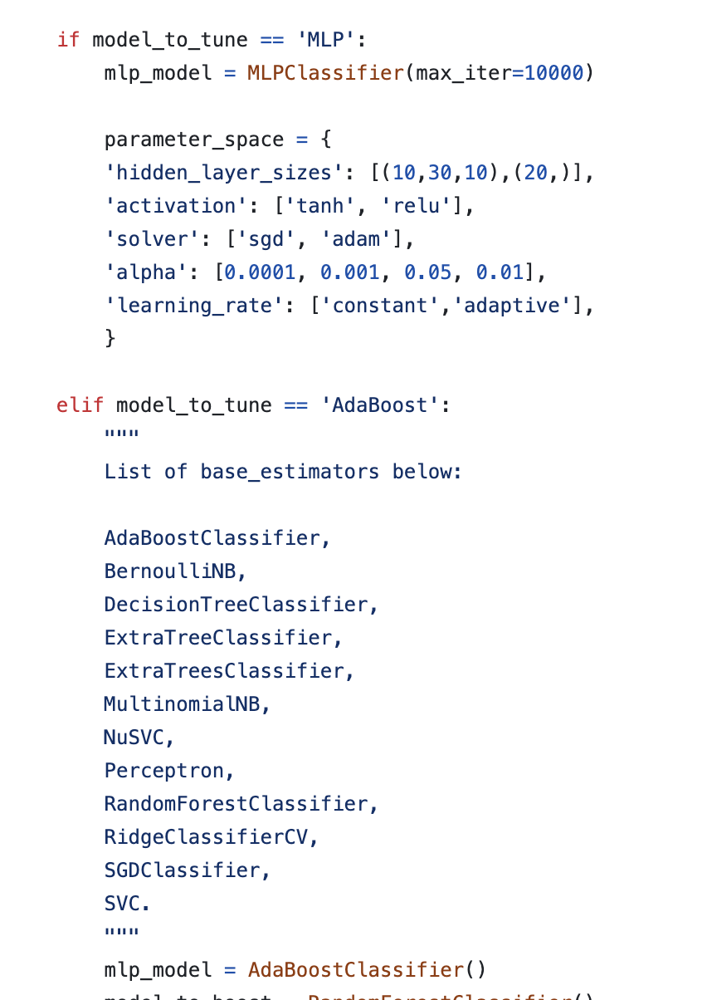 if model_to_tune == 'MLP':
mlp_model = MLPClassifier(max_iter=10000)
parameter_space = {
'hidden_layer_sizes': [(10,30,10),(20,)],
'activation': ['tanh', 'relu'],
'solver': ['sgd', 'adam'],
'alpha': [0.0001, 0.001, 0.05, 0.01],
'learning_rate': ['constant','adaptive'],
}
elif model_to_tune == 'AdaBoost':
"""
List of base_estimators below:
AdaBoostClassifier,
BernoulliNB,
DecisionTreeClassifier,
ExtraTreeClassifier,
ExtraTreesClassifier,
MultinomialNB,
NuSVC,
Perceptron,
RandomForestClassifier,
RidgeClassifierCV,
SGDClassifier,
SVC.
"""
mlp_model = AdaBoostClassifier()